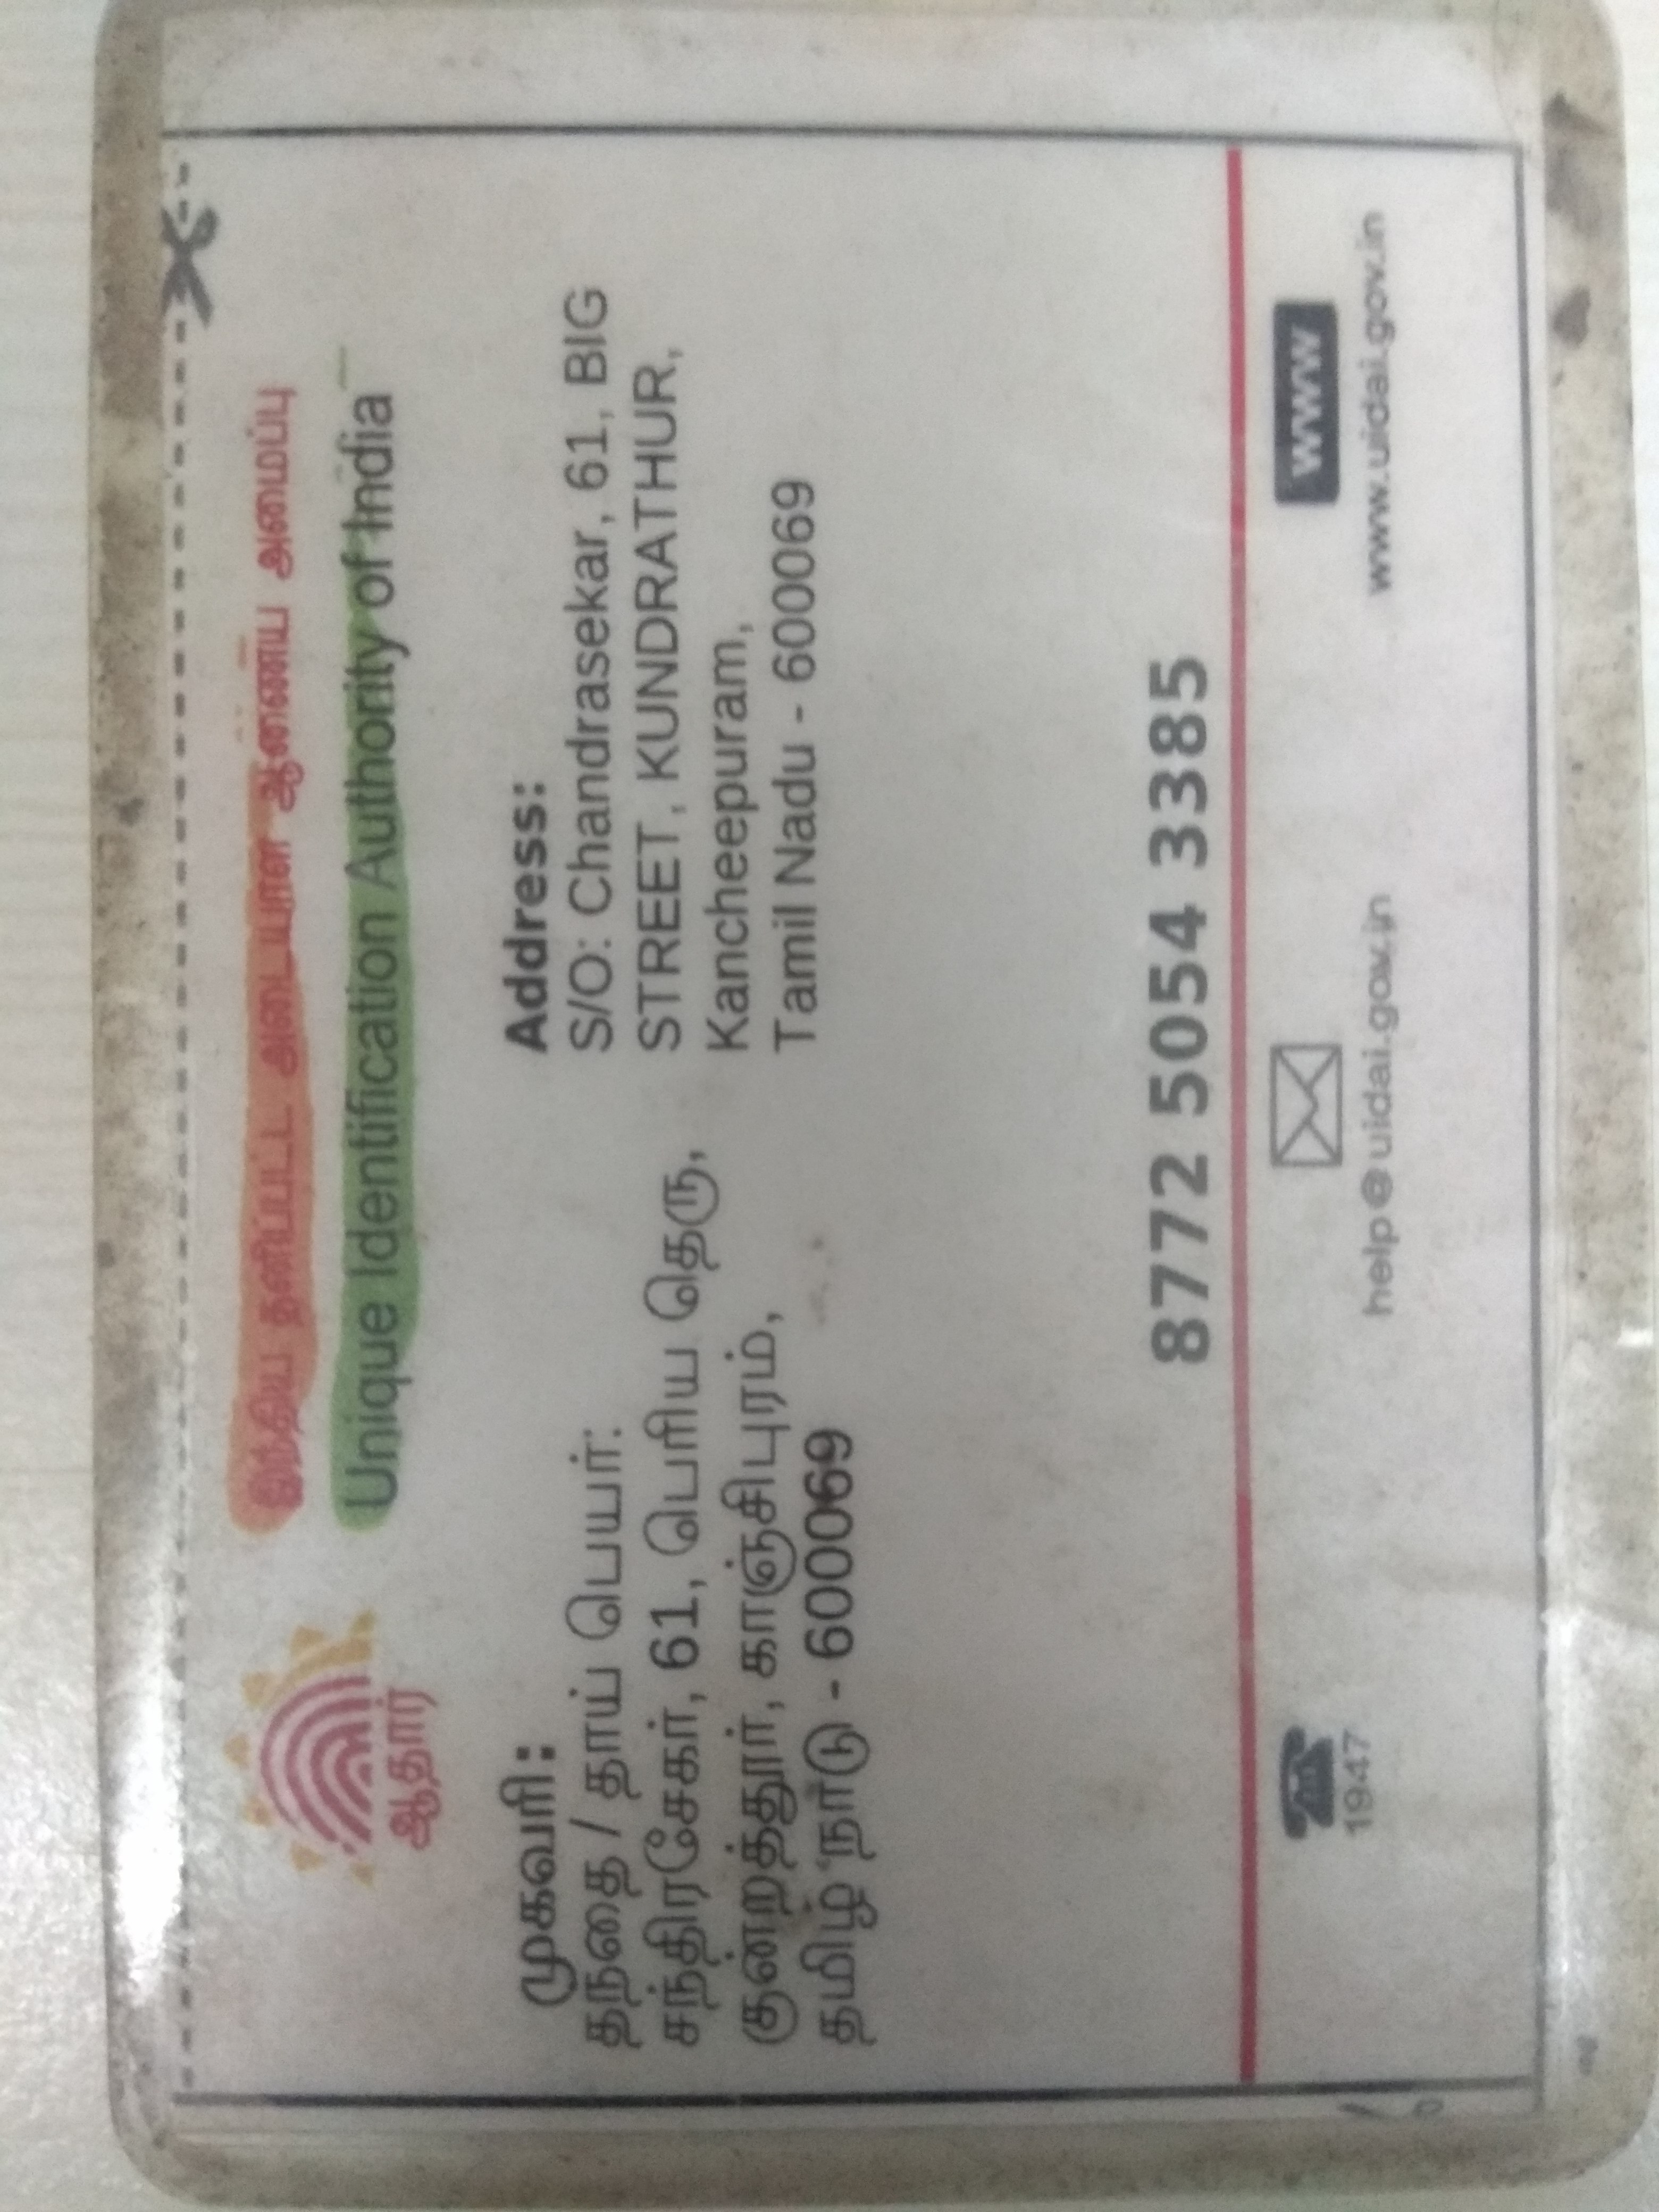 இந்திய தனிப்பட்ட அடையாள ஆணைய அமைப்பு
Unique Identification Authority of India
ஆதார்
முகவரி:
தந்தை / தாய் பெயர்:
சந்திரசேகர், 61, பெரிய தெரு,
குன்றத்தூர், காஞ்சிபுரம்,
தமிழ் நாடு - 600069
Address:
S/O: Chandrasekar, 61, BIG
STREET, KUNDRATHUR,
Kancheepuram,
Tamil Nadu - 600069
8772 5054 3385
1947
help@uidai.gov.in
www
www.uidai.gov.in